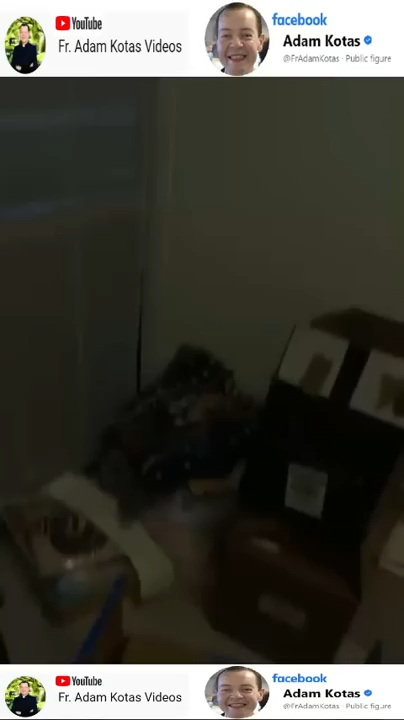 YouTube
Fr. Adam Kotas Videos
facebook
Adam Kotas
@FrAdamKotas · Public figure
YouTube
Fr. Adam Kotas Videos
facebook
Adam Kotas
@FrAdamKotas · Public figure